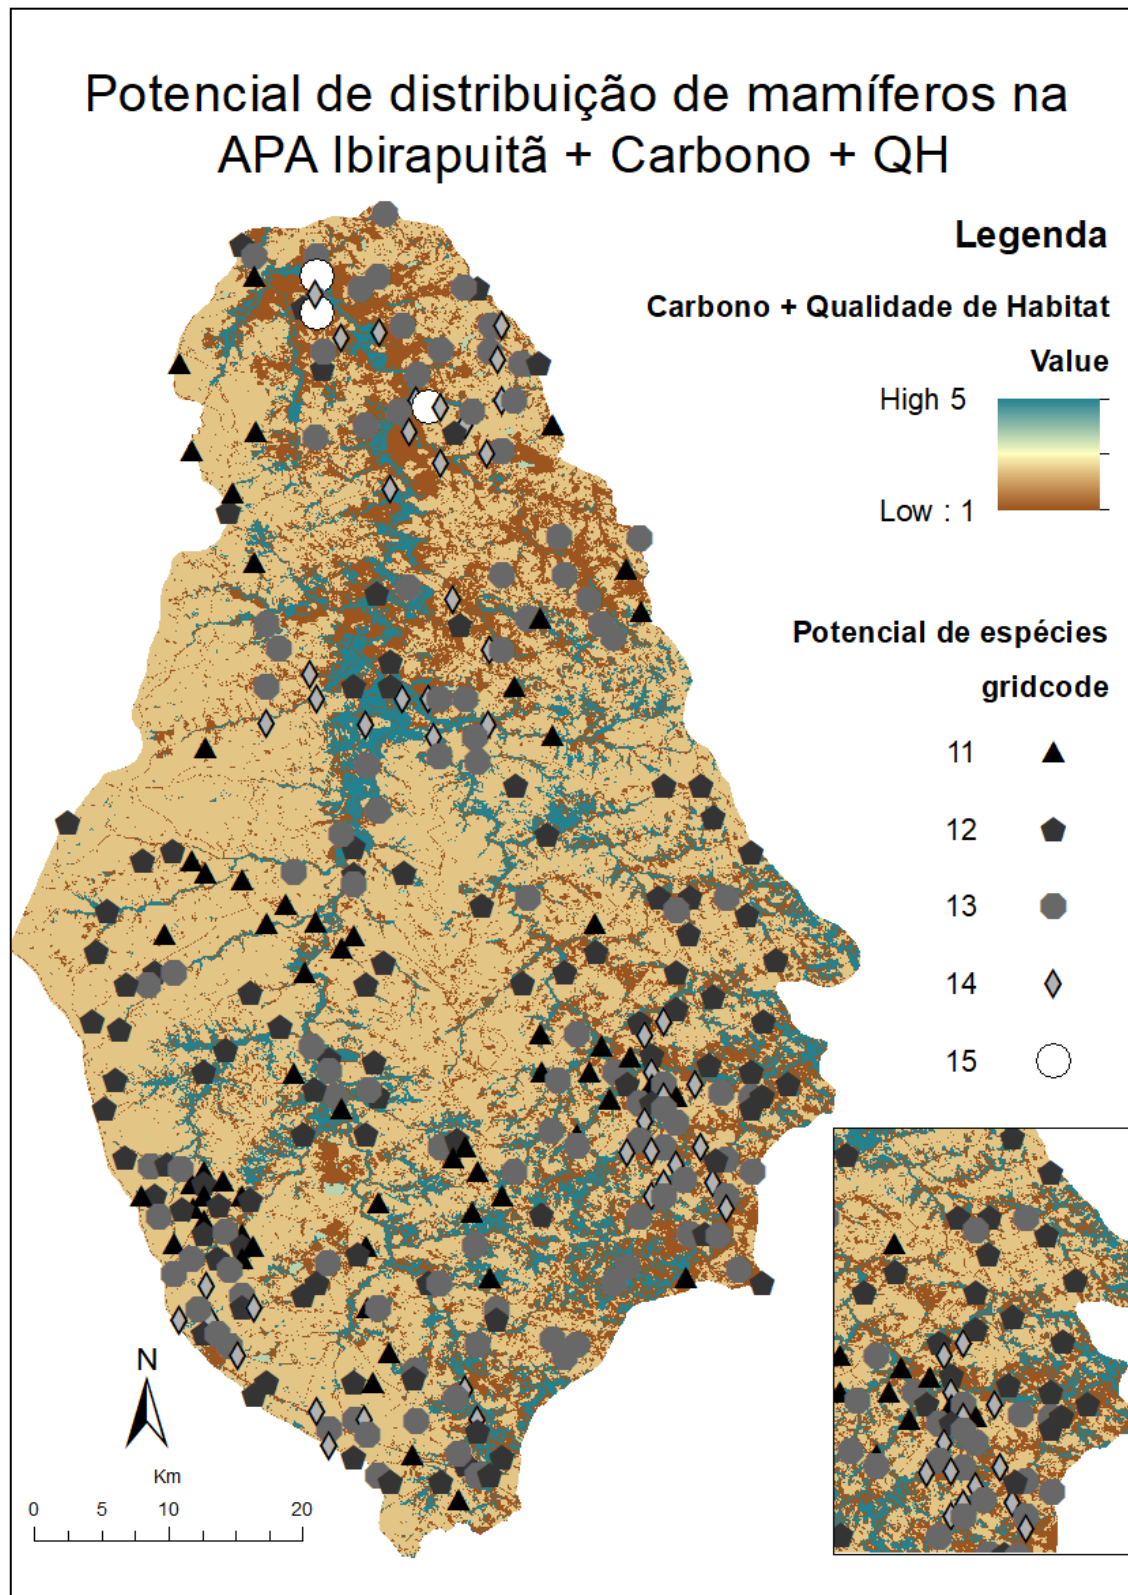 Potencial de distribuição de mamíferos na
APA Ibirapuitã + Carbono + QH
Legenda
Carbono + Qualidade de Habitat
Value
High 5
Low : 1
Potencial de espécies
gridcode
11
12
13
14
15
N
Km
0 5 10 20